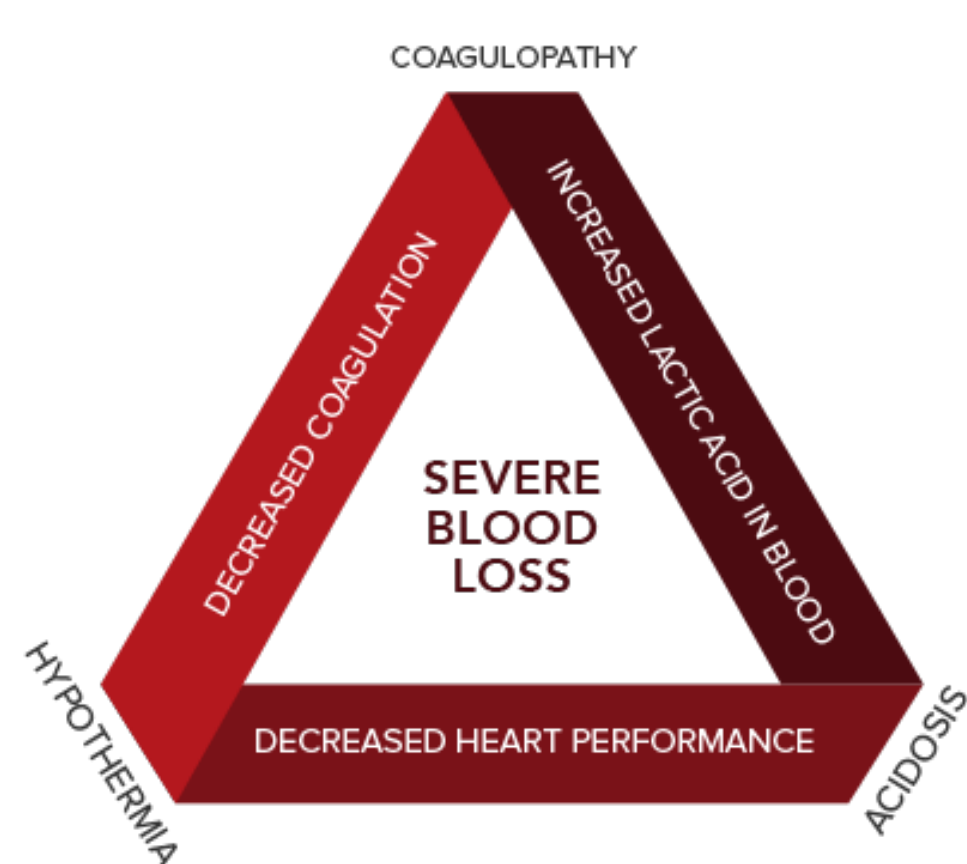 COAGULOPATHY
DECREASED COAGULATION
INCREASED LACTIC ACID IN BLOOD
SEVERE
BLOOD
LOSS
HYPOTHERMIA
DECREASED HEART PERFORMANCE
ACIDOSIS